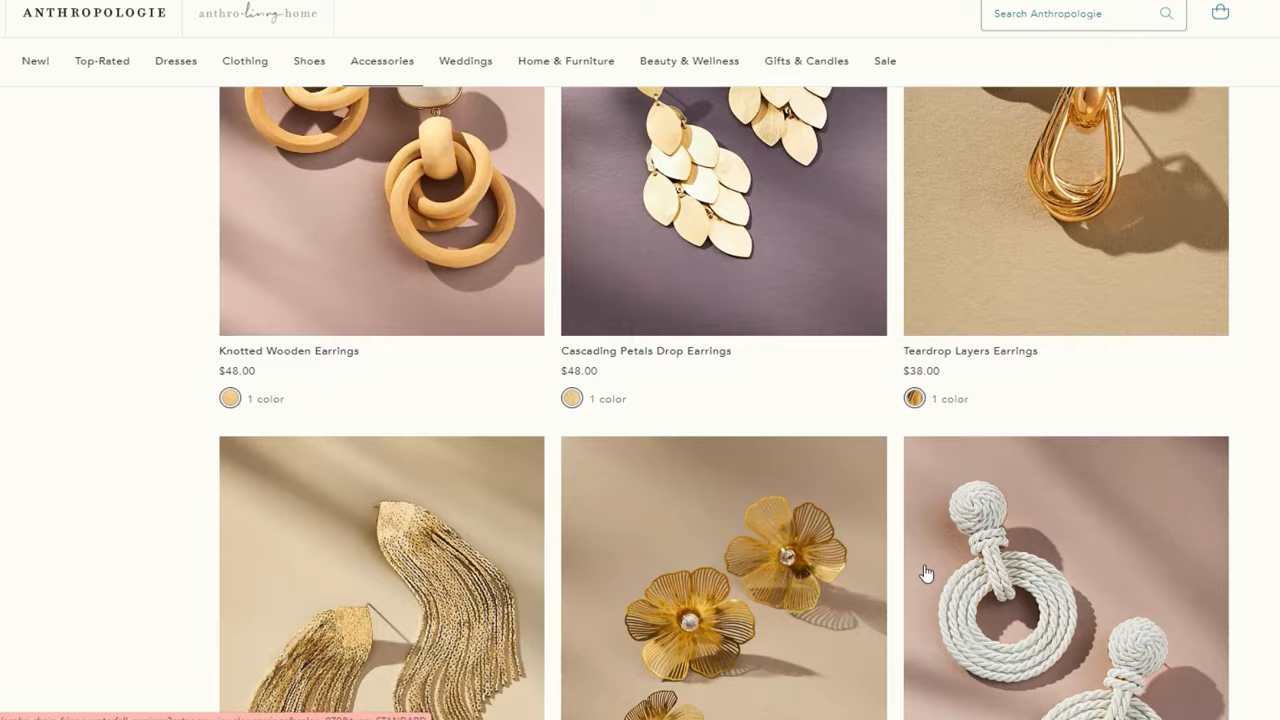 ANTHROPOLOGIE
anthro-living home
Search Anthropologie
New! Top-Rated Dresses Clothing Shoes Accessories Weddings Home & Furniture Beauty & Wellness Gifts & Candles Sale
Knotted Wooden Earrings
$48.00
1 color
Cascading Petals Drop Earrings
$48.00
1 color
Teardrop Layers Earrings
$38.00
1 color